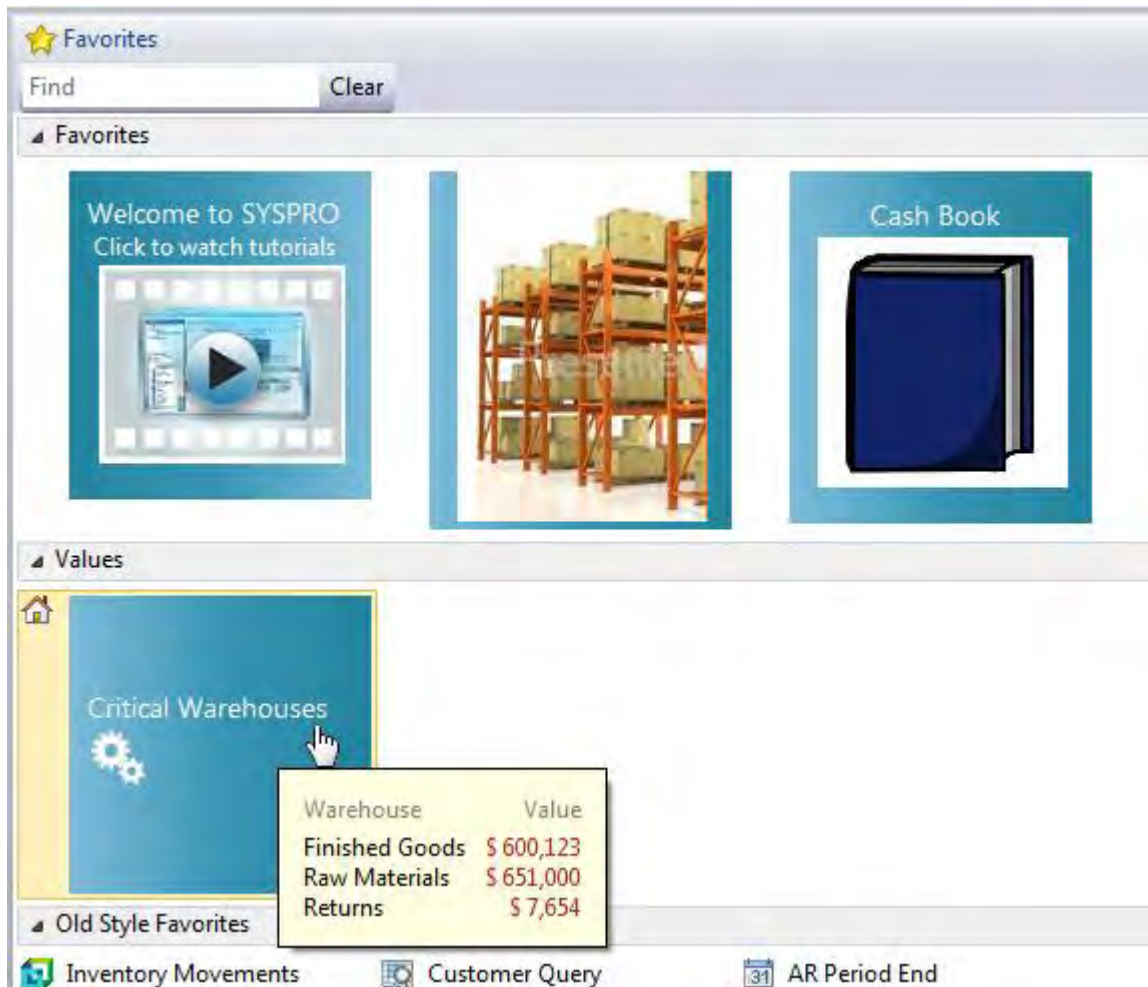 Favorites
Find Clear
Favorites
Welcome to SYSPRO
Click to watch tutorials
Cash Book
Values
Critical Warehouses
Warehouse Value
Finished Goods $ 600,123
Raw Materials $ 651,000
Returns $ 7,654
Old Style Favorites
Inventory Movements Customer Query 31 AR Period End